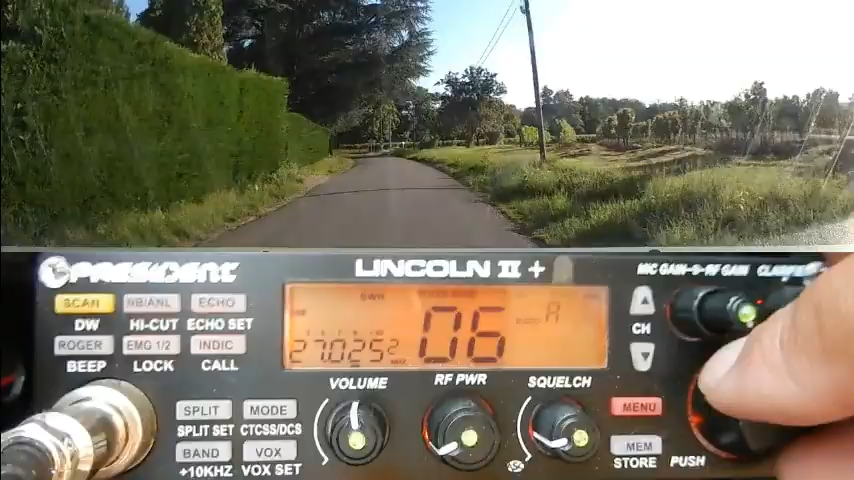 PRESIDENT
LINCOLN II +
MIC GAIN-S-RF GAIN
SCAN NB/ANL ECHO
DW HI-CUT ECHO SET
ROGER EMG 1/2 INDIC
BEEP LOCK CALL
SWR
06 A
27.0252
CH
VOLUME RF PWR SQUELCH
SPLIT MODE
SPLIT SET CTCSS/DCS
BAND VOX
+10KHZ VOX SET
MENU
MEM
STORE PUSH